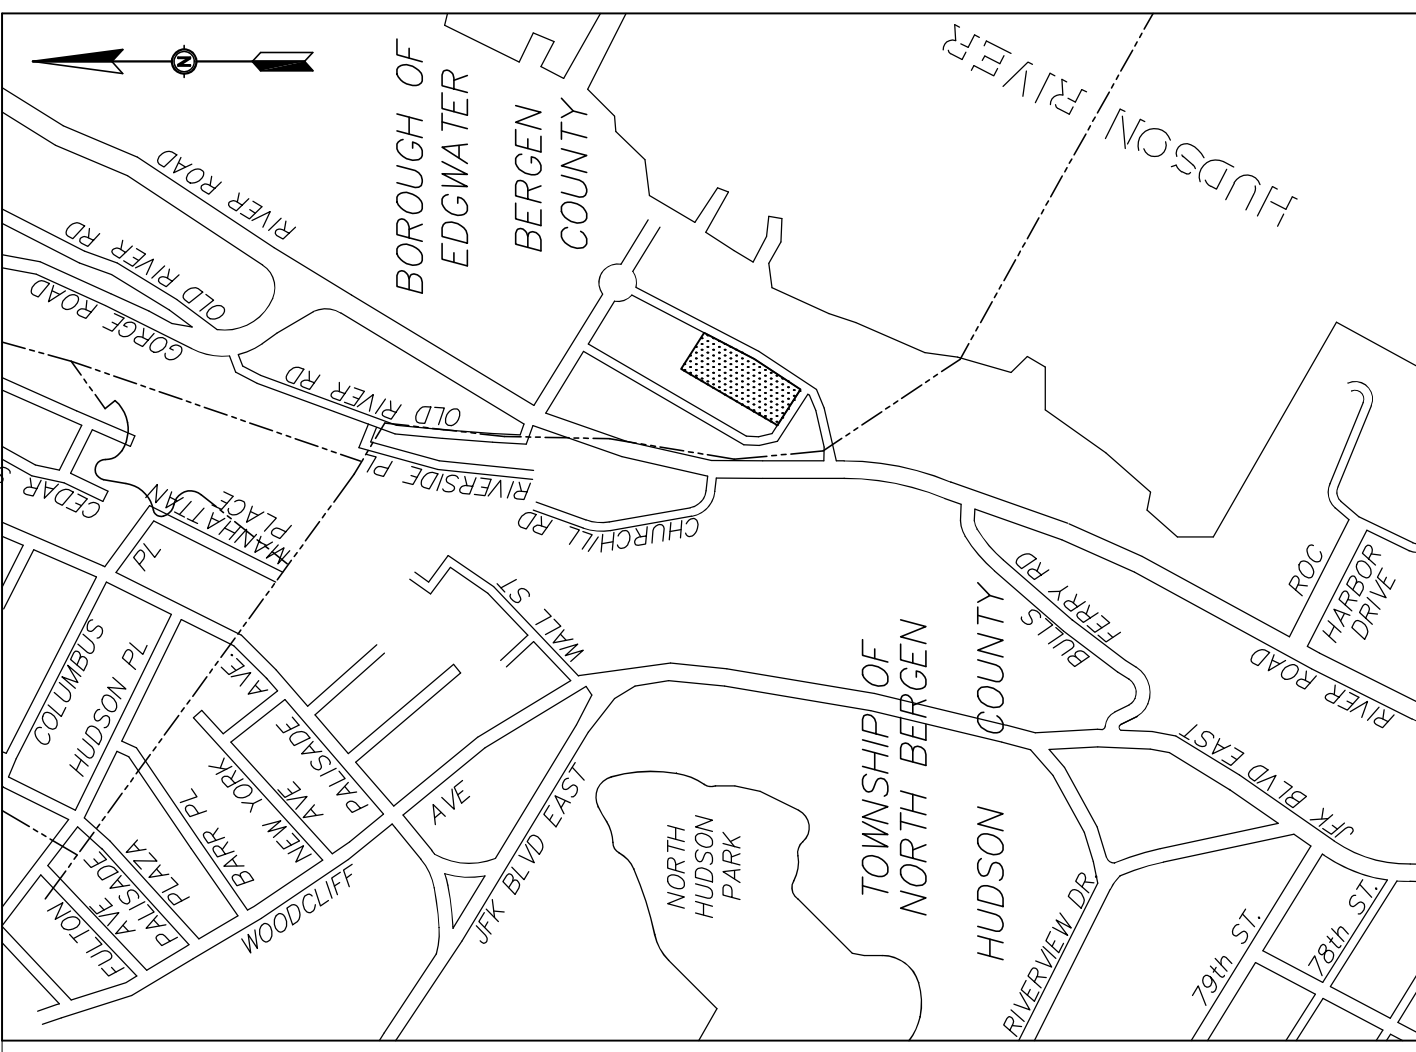 N
BOROUGH OF
EDGWATER
BERGEN
COUNTY
HUDSON RIVER
RIVER ROAD
OLD RIVER RD
GORGE ROAD
OLD RIVER RD
RIVERSIDE PL
CHURCHILL RD
CEDAR
MANHATTAN
PLACE
PL
COLUMBUS
HUDSON PL
WALL ST
AVE
PALISADE
AVE
NEW YORK
BARR PL
PLAZA
PALISADE
AVE
FULTON
WOODCLIFF
AVE
JFK BLVD EAST
NORTH
HUDSON
PARK
TOWNSHIP OF
NORTH BERGEN
HUDSON COUNTY
BULLS
FERRY RD
ROC
HARBOR
DRIVE
RIVER ROAD
JFK BLVD EAST
RIVERVIEW DR.
79th ST.
78th ST.